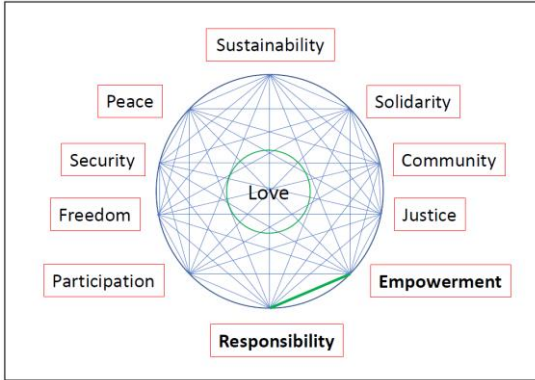 Sustainability
Peace
Solidarity
Security
Community
Love
Freedom
Justice
Participation
Empowerment
Responsibility